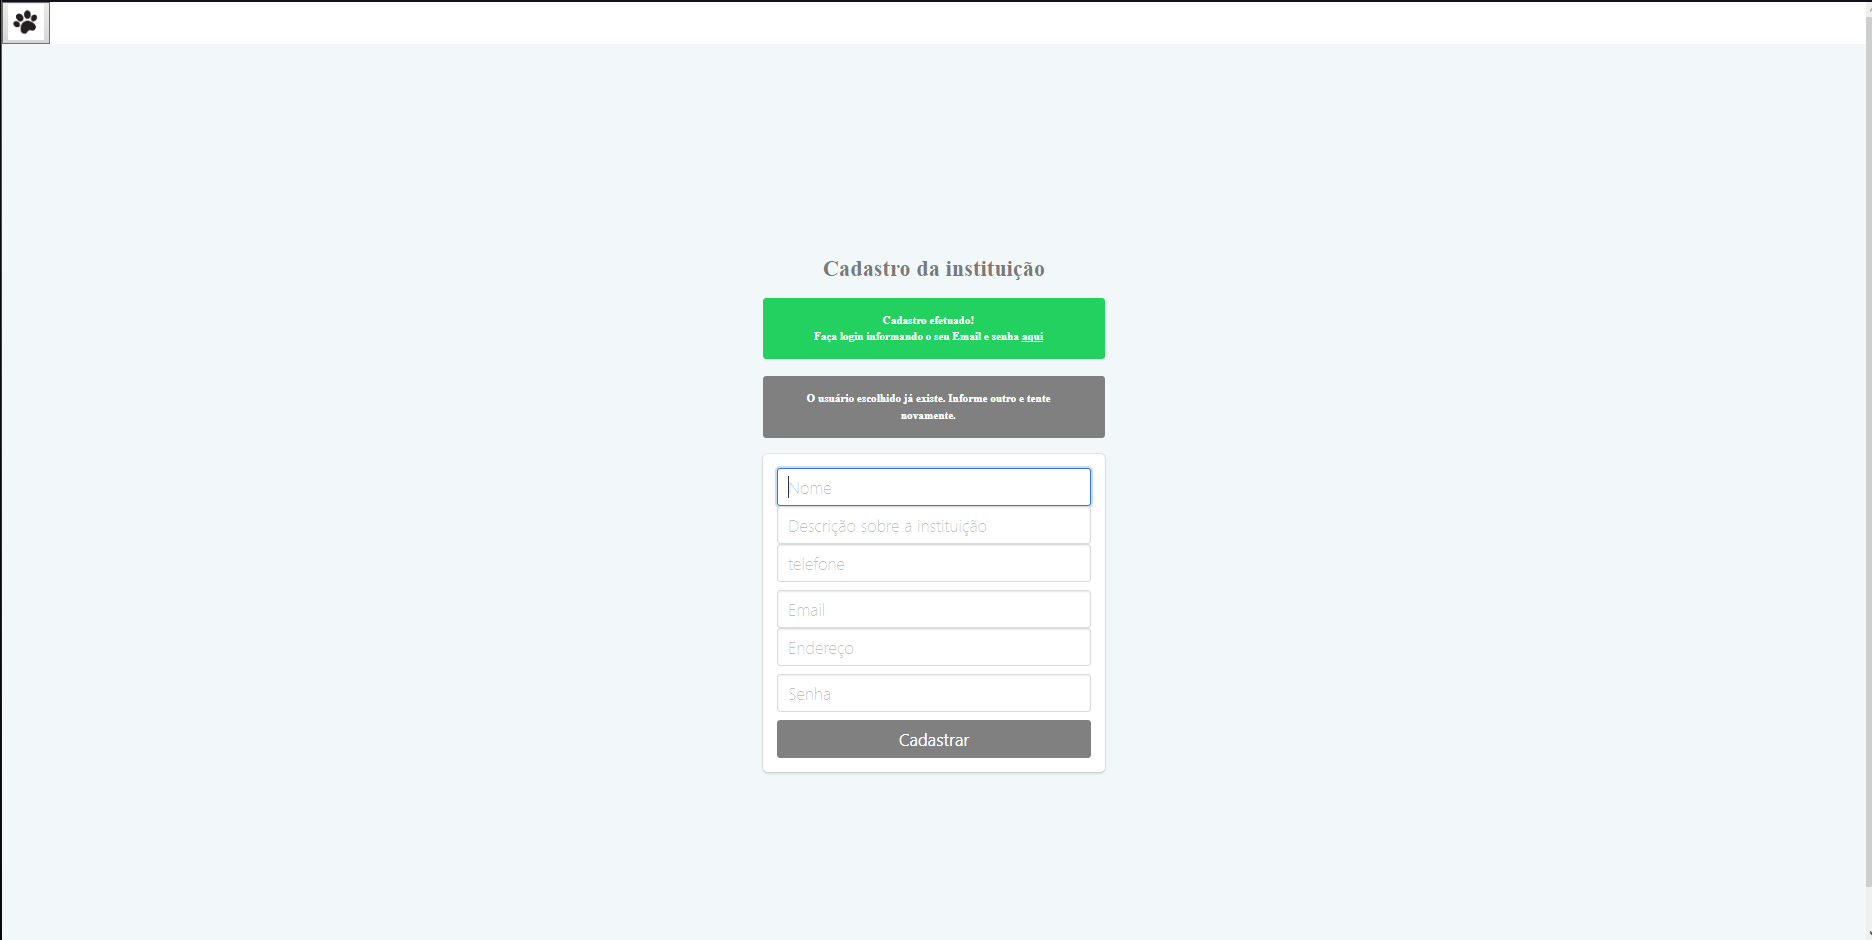 Cadastro da instituição
Cadastro efetuado!
Faça login informando o seu Email e senha aqui
O usuário escolhido já existe. Informe outro e tente
novamente.
Nome
Descrição sobre a instituição
telefone
Email
Endereço
Senha
Cadastrar